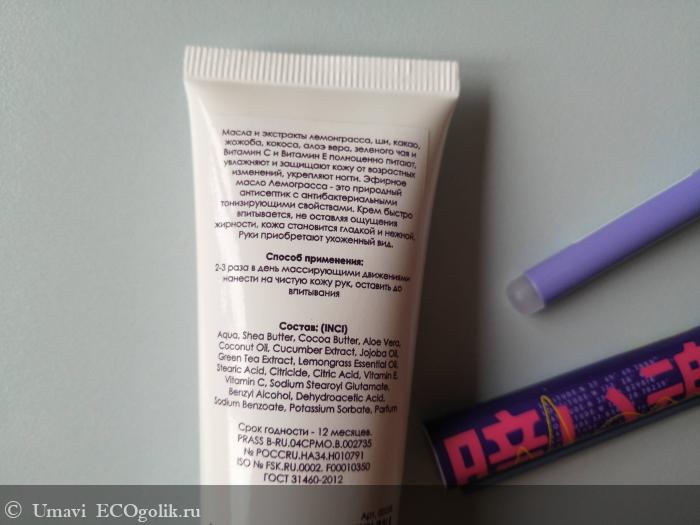 Масла и экстракты лемонграсса, ши, какао,
жожоба, кокоса, алоэ вера, зеленого чая и
Витамин С и Витамин Е полноценно питают,
увлажняют и защищают кожу от возрастных
изменений, укрепляют ногти. Эфирное
масло Лемограсса - это природный
антисептик с антибактериальными
тонизирующими свойствами. Крем быстро
впитывается, не оставляя ощущения
жирности, кожа становится гладкой и нежной.
Руки приобретают ухоженный вид.
Способ применения:
2-3 раза в день массирующими движениями
нанести на чистую кожу рук, оставить до
впитывания
Состав: (INCI)
Aqua, Shea Butter, Cocoa Butter, Aloe Vera,
Coconut Oil, Cucumber Extract, Jojoba Oil,
Green Tea Extract, Lemongrass Essential Oil,
Stearic Acid, Citricide, Citric Acid, Vitamin E,
Vitamin C, Sodium Stearoyl Glutamate,
Benzyl Alcohol, Dehydroacetic Acid,
Sodium Benzoate, Potassium Sorbate, Parfum
Срок годности - 12 месяцев.
PRASS B-RU.04СРМО.В.002735
№ РОССRU.НА34.Н010791
ISO № FSK.RU.0002. F00010350
ГОСТ 31460-2012
Арт.
© Umavi ECOgolik.ru